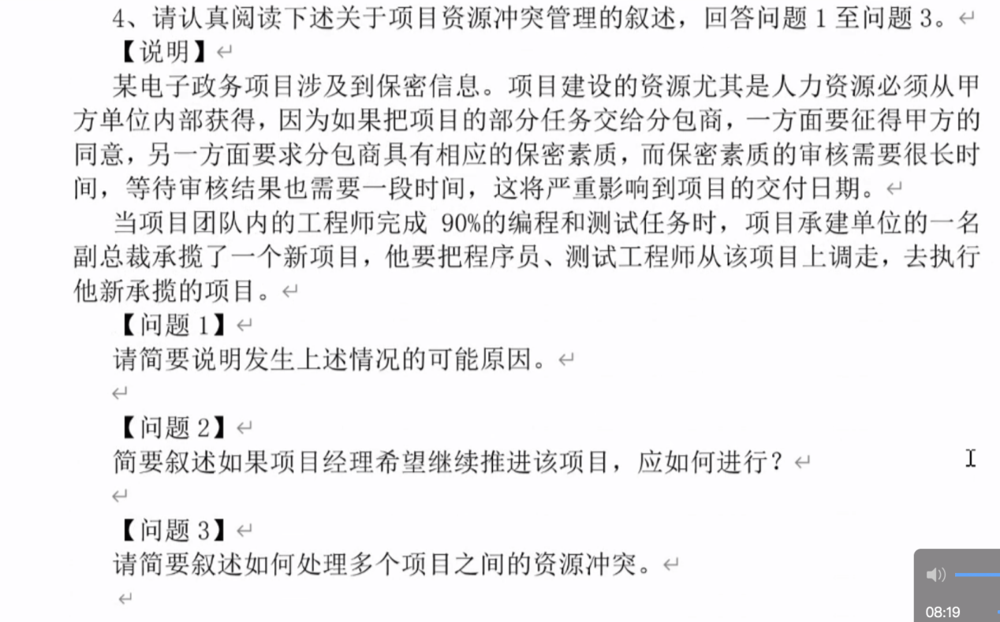 4、请认真阅读下述关于项目资源冲突管理的叙述，回答问题 1 至问题 3。
【说明】
某电子政务项目涉及到保密信息。项目建设的资源尤其是人力资源必须从甲
方单位内部获得，因为如果把项目的部分任务交给分包商，一方面要征得甲方的
同意，另一方面要求分包商具有相应的保密素质，而保密素质的审核需要很长时
间，等待审核结果也需要一段时间，这将严重影响到项目的交付日期。
当项目团队内的工程师完成 90%的编程和测试任务时，项目承建单位的一名
副总裁承揽了一个新项目，他要把程序员、测试工程师从该项目上调走，去执行
他新承揽的项目。
【问题 1】
请简要说明发生上述情况的可能原因。
【问题 2】
简要叙述如果项目经理希望继续推进该项目，应如何进行？
【问题 3】
请简要叙述如何处理多个项目之间的资源冲突。
08:19